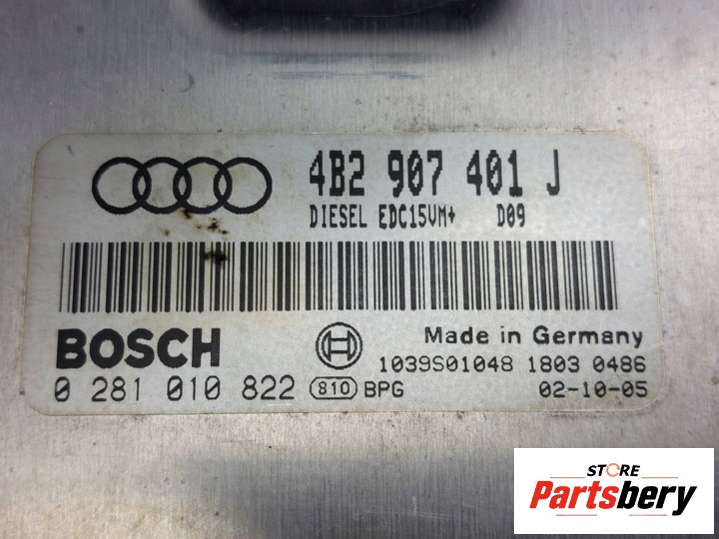 4B2 907 401 J
DIESEL EDC15VM+ D09
BOSCH
Made in Germany
1039S01048 1803 0486
0 281 010 822 810 BPG 02-10-05
STORE
Partsbery